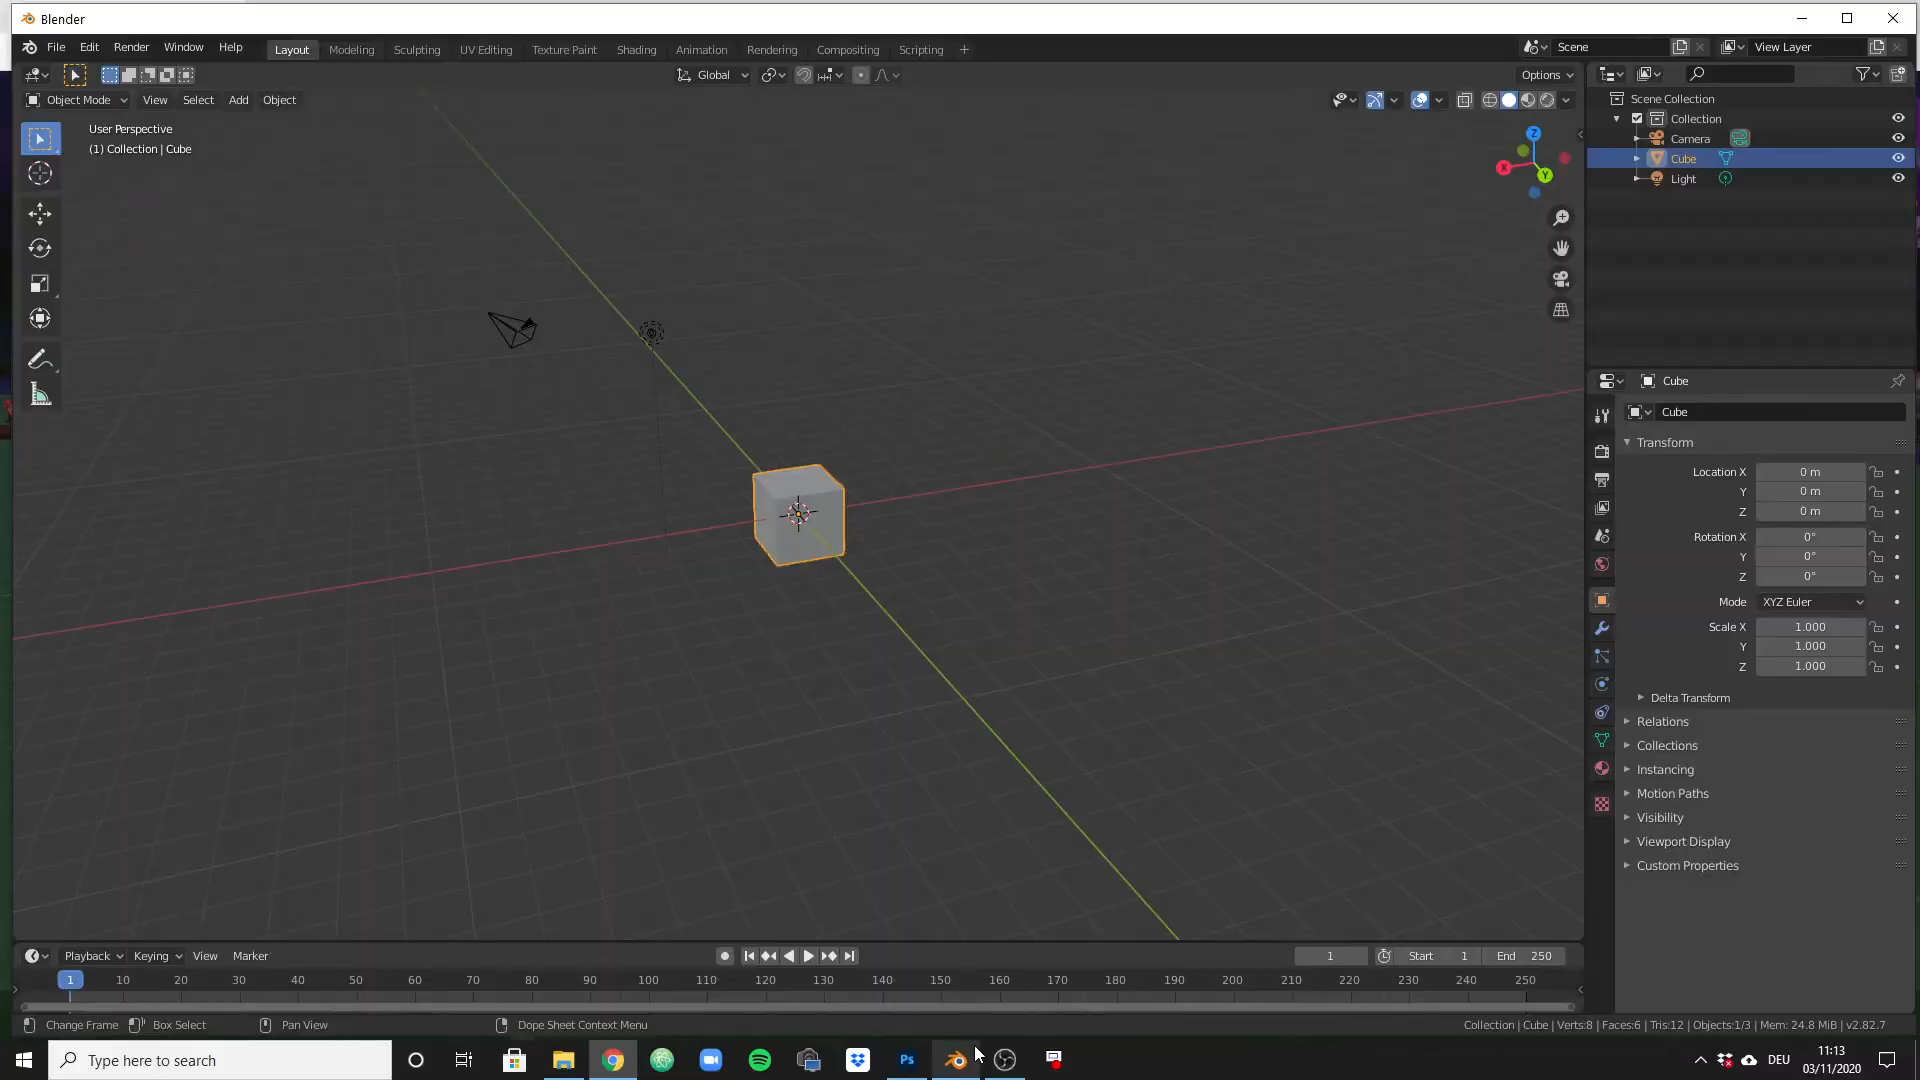 Blender
File Edit Render Window Help Layout Modeling Sculpting UV Editing Texture Paint Shading Animation Rendering Compositing Scripting + Scene View Layer
Global Options
Object Mode View Select Add Object
User Perspective
(1) Collection | Cube
Z
X
Y
Scene Collection
Collection
Camera
Cube
Light
Cube
Cube
Transform
Location X 0 m
Y 0 m
Z 0 m
Rotation X 0°
Y 0°
Z 0°
Mode XYZ Euler
Scale X 1.000
Y 1.000
Z 1.000
Delta Transform
Relations
Collections
Instancing
Motion Paths
Visibility
Viewport Display
Custom Properties
Playback Keying View Marker 1 Start 1 End 250
1 10 20 30 40 50 60 70 80 90 100 110 120 130 140 150 160 170 180 190 200 210 220 230 240 250
Change Frame Box Select Pan View Dope Sheet Context Menu Collection | Cube | Verts:8 | Faces:6 | Tris:12 | Objects:1/3 | Mem: 24.8 MiB | v2.82.7
Type here to search Ps DEU 11:13
03/11/2020